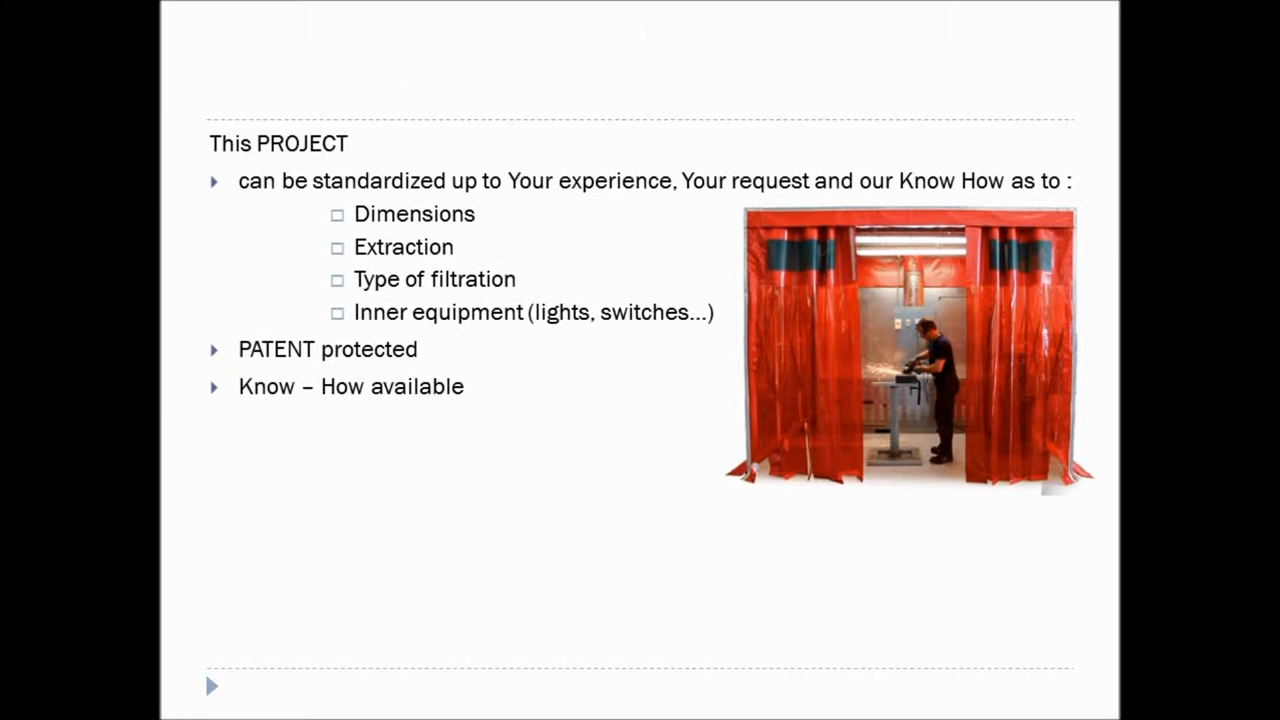 This PROJECT
can be standardized up to Your experience, Your request and our Know How as to :
Dimensions
Extraction
Type of filtration
Inner equipment (lights, switches...)
PATENT protected
Know – How available